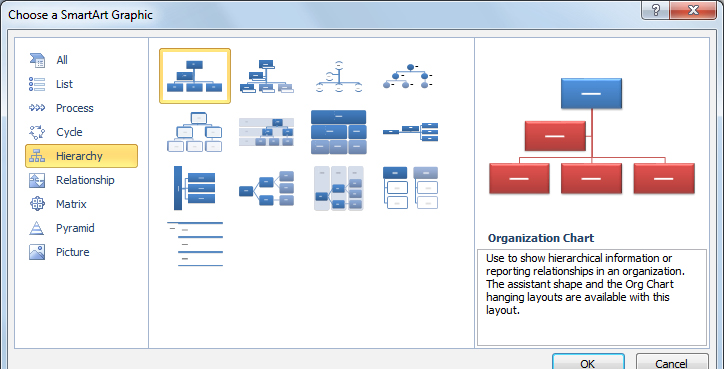 Choose a SmartArt Graphic
All
List
Process
Cycle
Hierarchy
Relationship
Matrix
Pyramid
Picture
Organization Chart
Use to show hierarchical information or
reporting relationships in an organization.
The assistant shape and the Org Chart
hanging layouts are available with this
layout.
OK
Cancel